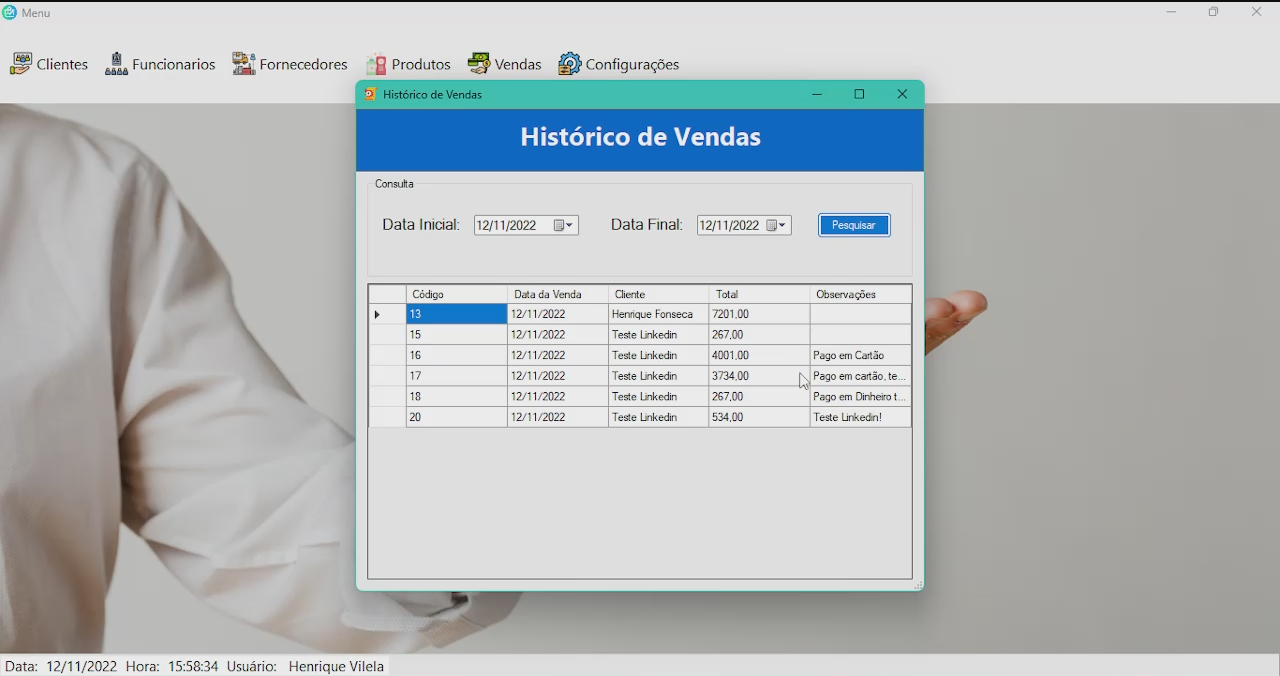 Menu
Clientes Funcionarios Fornecedores Produtos Vendas Configurações
Histórico de Vendas
Histórico de Vendas
Consulta
Data Inicial: 12/11/2022 Data Final: 12/11/2022 Pesquisar
Código Data da Venda Cliente Total Observações
13 12/11/2022 Henrique Fonseca 7201,00
15 12/11/2022 Teste Linkedin 267,00
16 12/11/2022 Teste Linkedin 4001,00 Pago em Cartão
17 12/11/2022 Teste Linkedin 3734,00 Pago em cartão, te...
18 12/11/2022 Teste Linkedin 267,00 Pago em Dinheiro t...
20 12/11/2022 Teste Linkedin 534,00 Teste Linkedin!
Data: 12/11/2022 Hora: 15:58:34 Usuário: Henrique Vilela